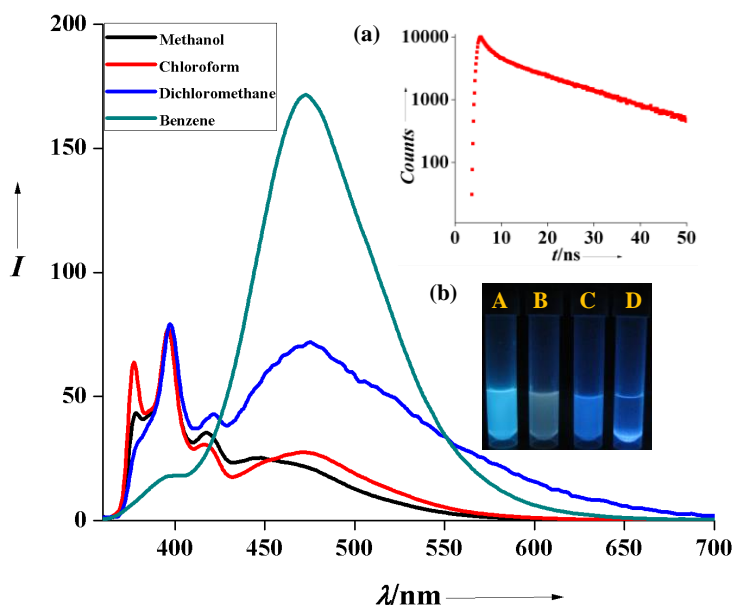 200
150
100
50
0
I
Methanol
Chloroform
Dichloromethane
Benzene
(a)
10000
1000
100
Counts
0 10 20 30 40 50
t/ns
(b)
A B C D
400 450 500 550 600 650 700
λ/nm